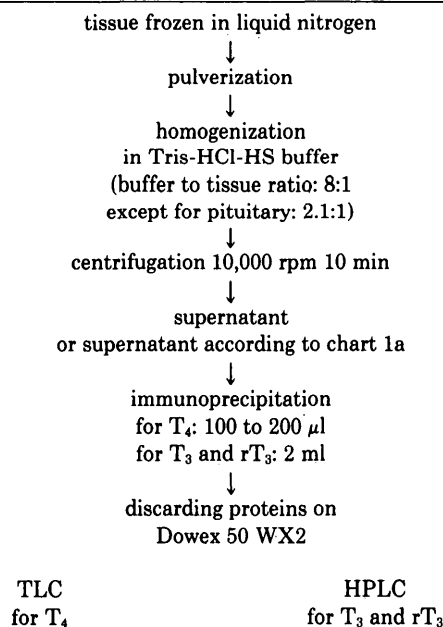 tissue frozen in liquid nitrogen
↓
pulverization
↓
homogenization
in Tris-HCl-HS buffer
(buffer to tissue ratio: 8:1
except for pituitary: 2.1:1)
↓
centrifugation 10,000 rpm 10 min
↓
supernatant
or supernatant according to chart 1a
↓
immunoprecipitation
for T₄: 100 to 200 μl
for T₃ and rT₃: 2 ml
↓
discarding proteins on
Dowex 50 WX2
TLC HPLC
for T₄ for T₃ and rT₃